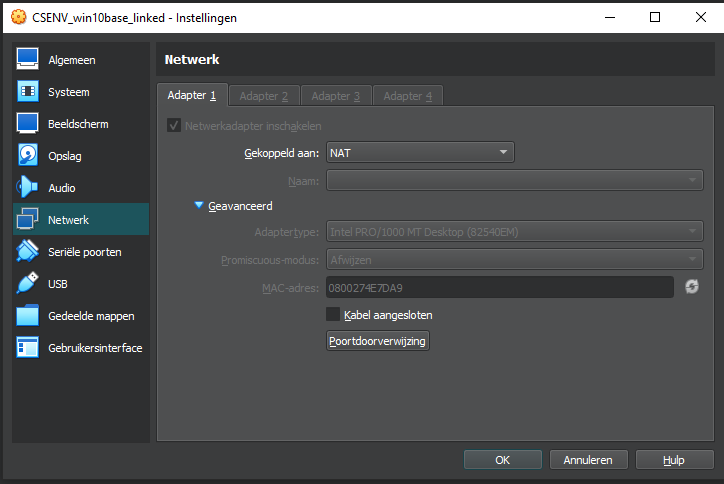 CSENV_win10base_linked - Instellingen
Algemeen
Systeem
Beeldscherm
Opslag
Audio
Netwerk
Seriële poorten
USB
Gedeelde mappen
Gebruikersinterface
Netwerk
Adapter 1 Adapter 2 Adapter 3 Adapter 4
Netwerkadapter inschakelen
Gekoppeld aan: NAT
Naam:
Geavanceerd
Adaptertype: Intel PRO/1000 MT Desktop (82540EM)
Promiscuous-modus: Afwijzen
MAC-adres: 0800274E7DA9
Kabel aangesloten
Poortdoorverwijzing
OK Annuleren Hulp